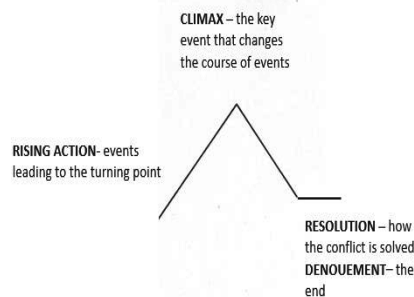 CLIMAX – the key
event that changes
the course of events
RISING ACTION- events
leading to the turning point
RESOLUTION – how
the conflict is solved
DENOUEMENT– the
end